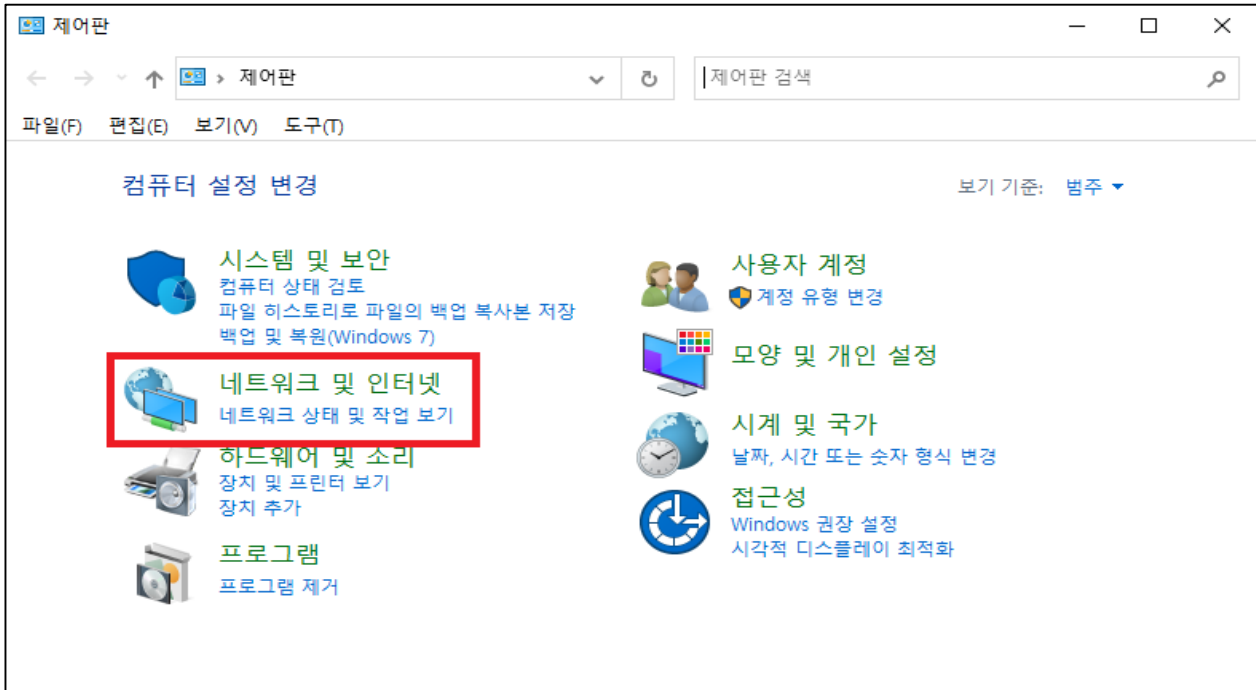 제어판
제어판
제어판 검색
파일(F) 편집(E) 보기(V) 도구(T)
컴퓨터 설정 변경
보기 기준: 범주
시스템 및 보안
컴퓨터 상태 검토
파일 히스토리로 파일의 백업 복사본 저장
백업 및 복원(Windows 7)
네트워크 및 인터넷
네트워크 상태 및 작업 보기
하드웨어 및 소리
장치 및 프린터 보기
장치 추가
프로그램
프로그램 제거
사용자 계정
계정 유형 변경
모양 및 개인 설정
시계 및 국가
날짜, 시간 또는 숫자 형식 변경
접근성
Windows 권장 설정
시각적 디스플레이 최적화